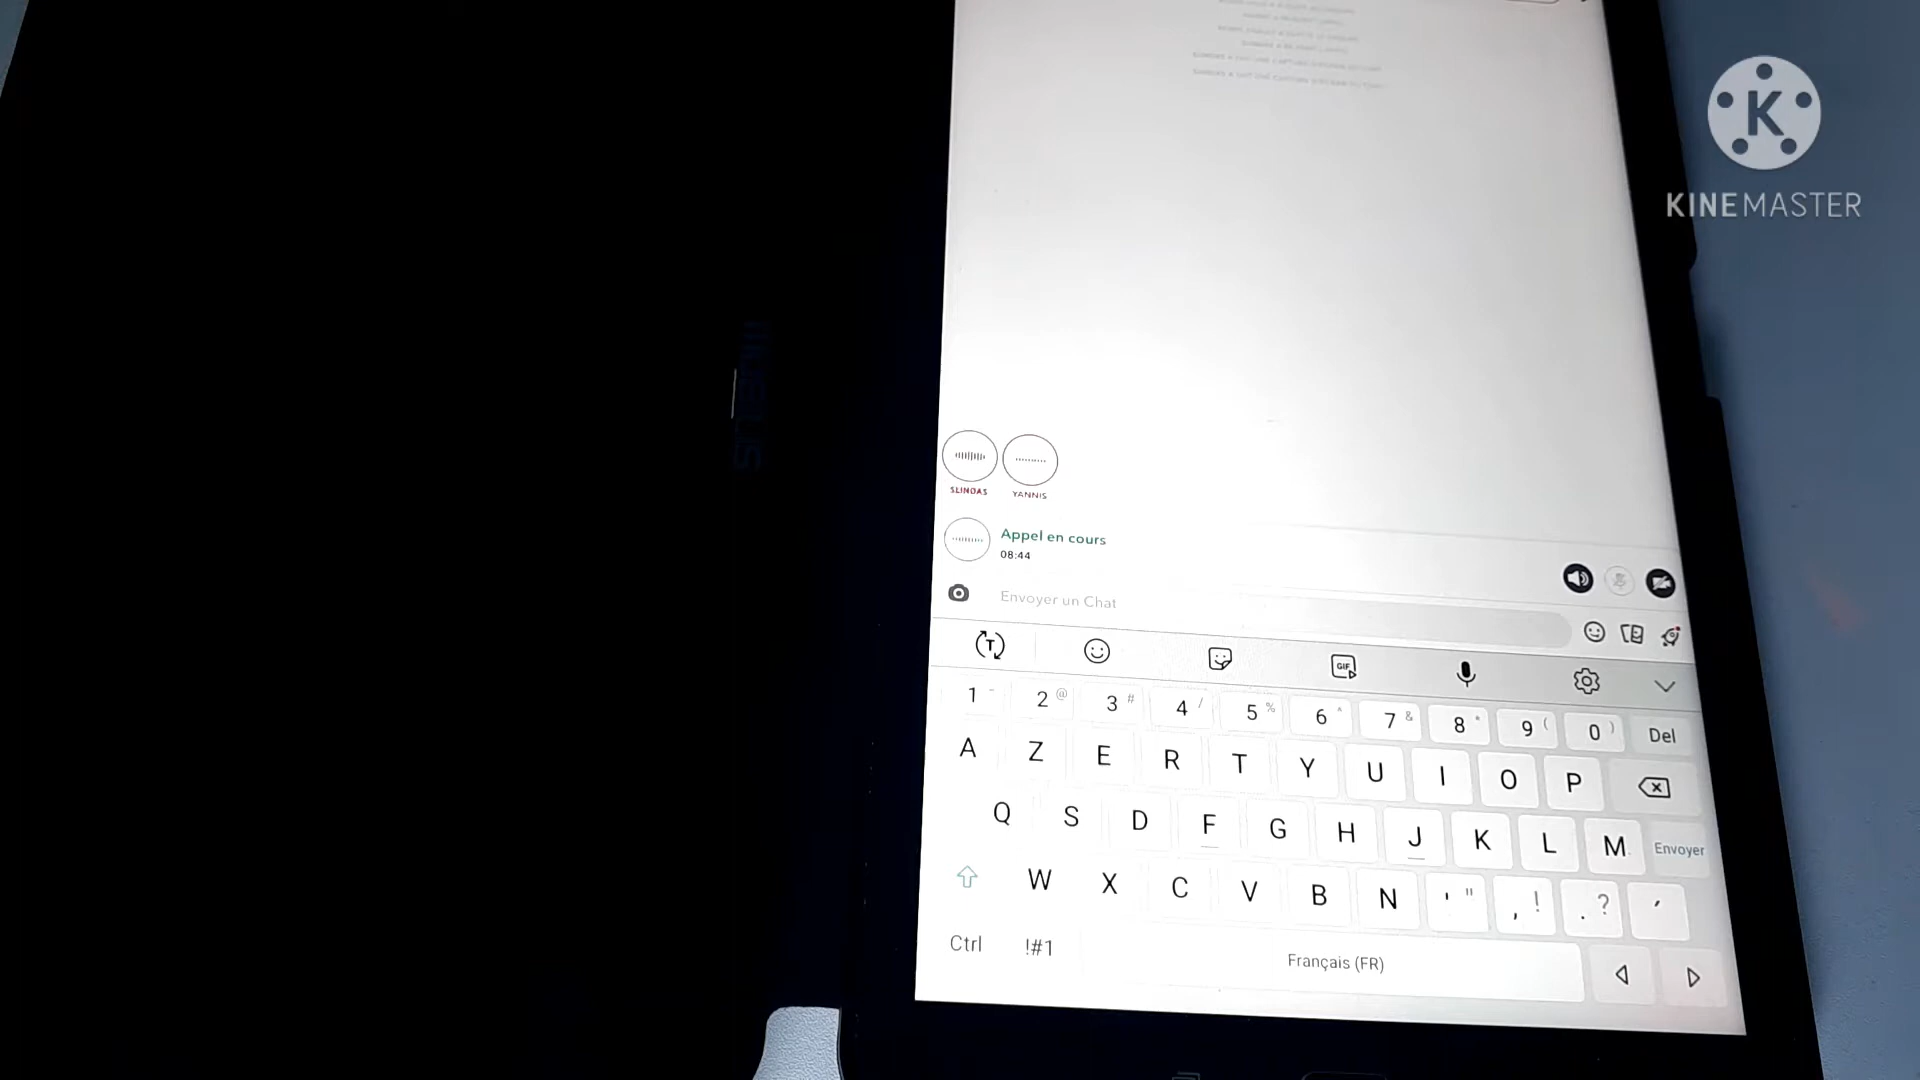 KINEMASTER
SLINDAS YANNIS
Appel en cours
08:44
Envoyer un Chat
GIF
1 - 2 @ 3 # 4 / 5 % 6 ^ 7 & 8 * 9 ( 0 ) Del
A Z E R T Y U I O P
Q S D F G H J K L M Envoyer
W X C V B N ' " , ! . ? ´
Ctrl !#1 Français (FR)